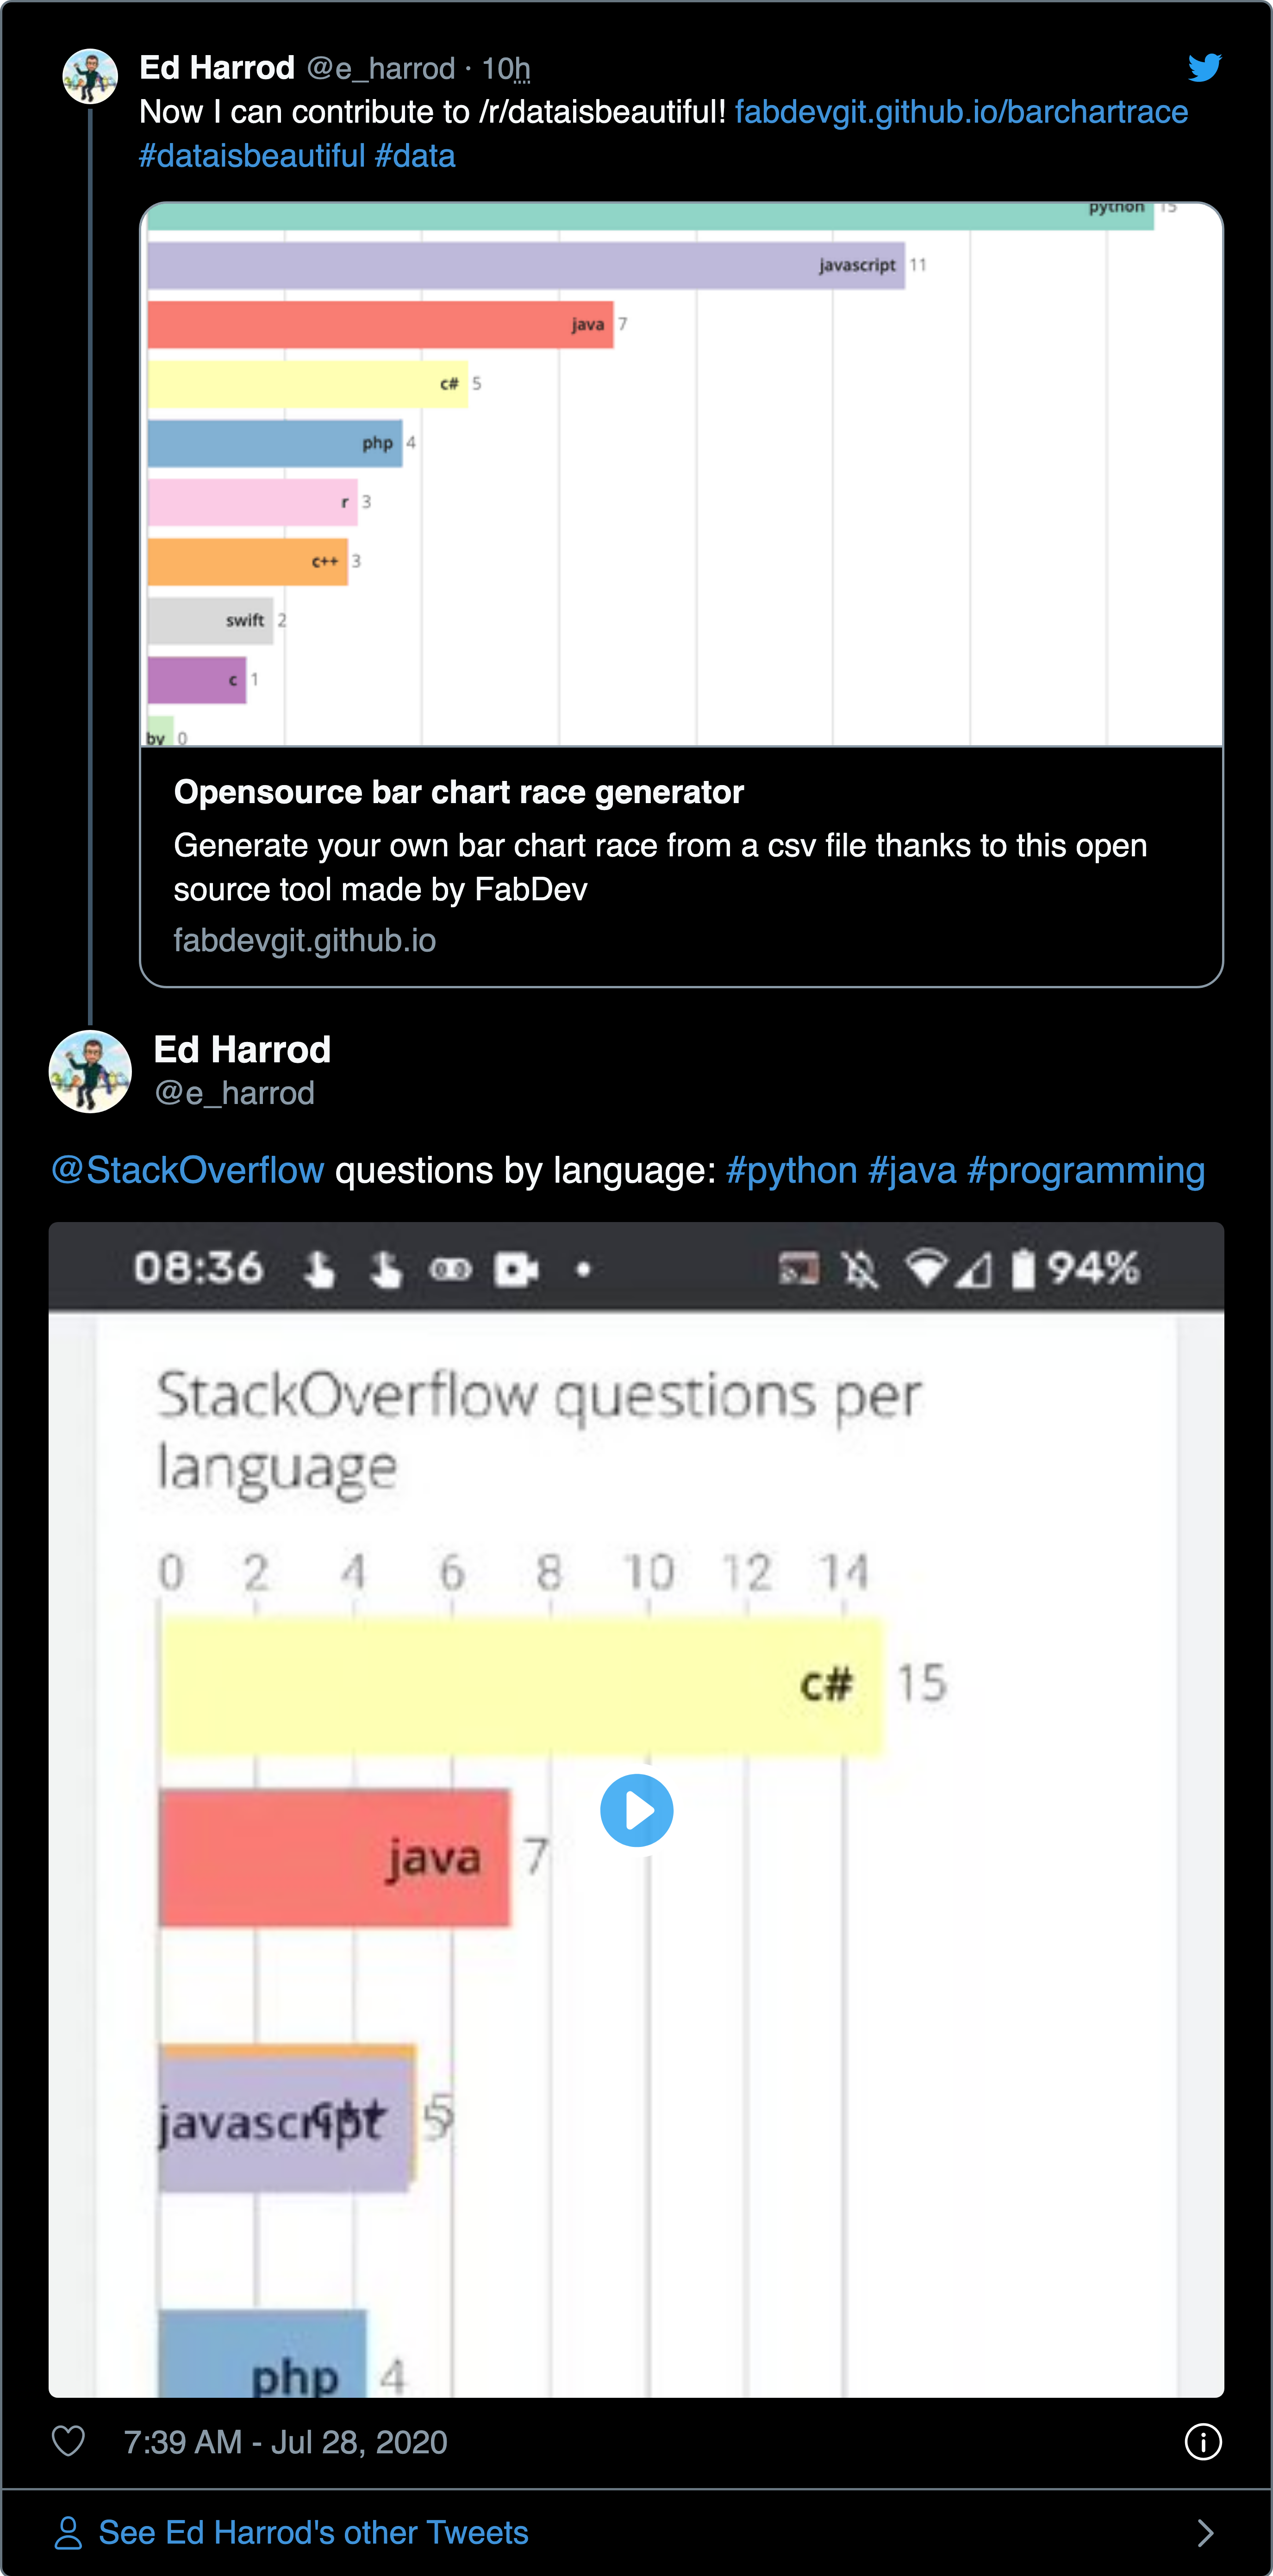 Ed Harrod @e_harrod · 10h
Now I can contribute to /r/dataisbeautiful! fabdevgit.github.io/barchartrace
#dataisbeautiful #data
python 15
javascript 11
java 7
c# 5
php 4
r 3
c++ 3
swift 2
c 1
by 0
Opensource bar chart race generator
Generate your own bar chart race from a csv file thanks to this open
source tool made by FabDev
fabdevgit.github.io
Ed Harrod
@e_harrod
@StackOverflow questions by language: #python #java #programming
08:36 94%
StackOverflow questions per
language
0 2 4 6 8 10 12 14
c# 15
java 7
javascript c++ 5
php 4
7:39 AM - Jul 28, 2020
See Ed Harrod's other Tweets